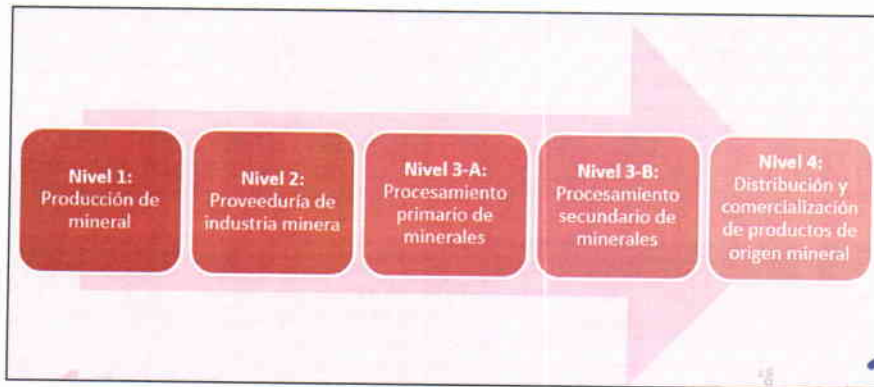 Nivel 1:
Producción de
mineral
Nivel 2:
Proveeduría de
industria minera
Nivel 3-A:
Procesamiento
primario de
minerales
Nivel 3-B:
Procesamiento
secundario de
minerales
Nivel 4:
Distribución y
comercialización
de productos de
origen mineral